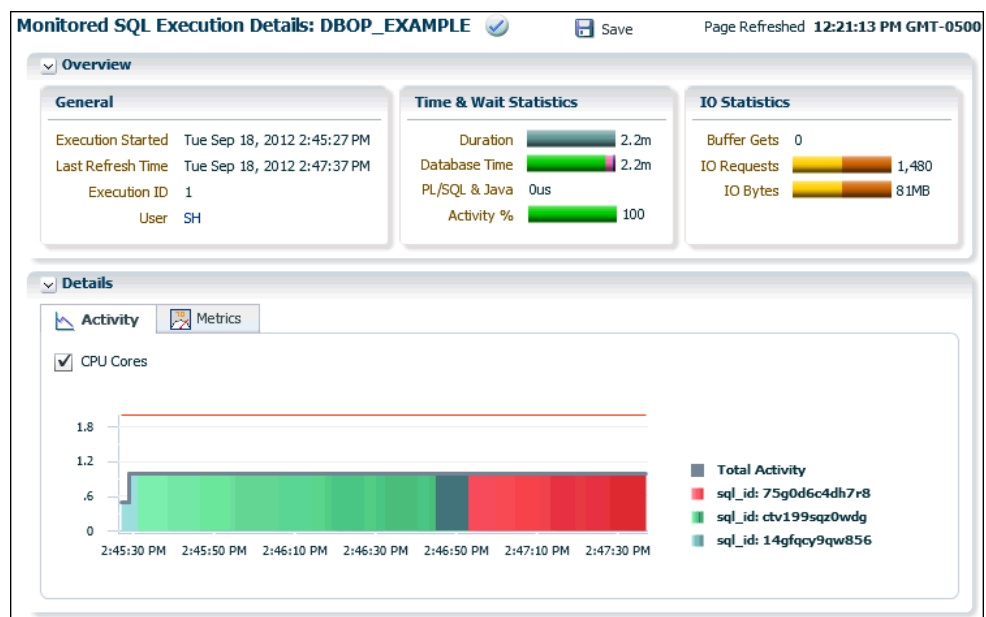 Monitored SQL Execution Details: DBOP_EXAMPLE Save Page Refreshed 12:21:13 PM GMT-0500
Overview
General
Execution Started Tue Sep 18, 2012 2:45:27 PM
Last Refresh Time Tue Sep 18, 2012 2:47:37 PM
Execution ID 1
User SH
Time & Wait Statistics
Duration 2.2m
Database Time 2.2m
PL/SQL & Java 0us
Activity % 100
IO Statistics
Buffer Gets 0
IO Requests 1,480
IO Bytes 81MB
Details
Activity Metrics
CPU Cores
1.8
1.2
.6
0
2:45:30 PM 2:45:50 PM 2:46:10 PM 2:46:30 PM 2:46:50 PM 2:47:10 PM 2:47:30 PM
Total Activity
sql_id: 75g0d6c4dh7r8
sql_id: ctv199sqz0wdg
sql_id: 14gfqcy9qw856